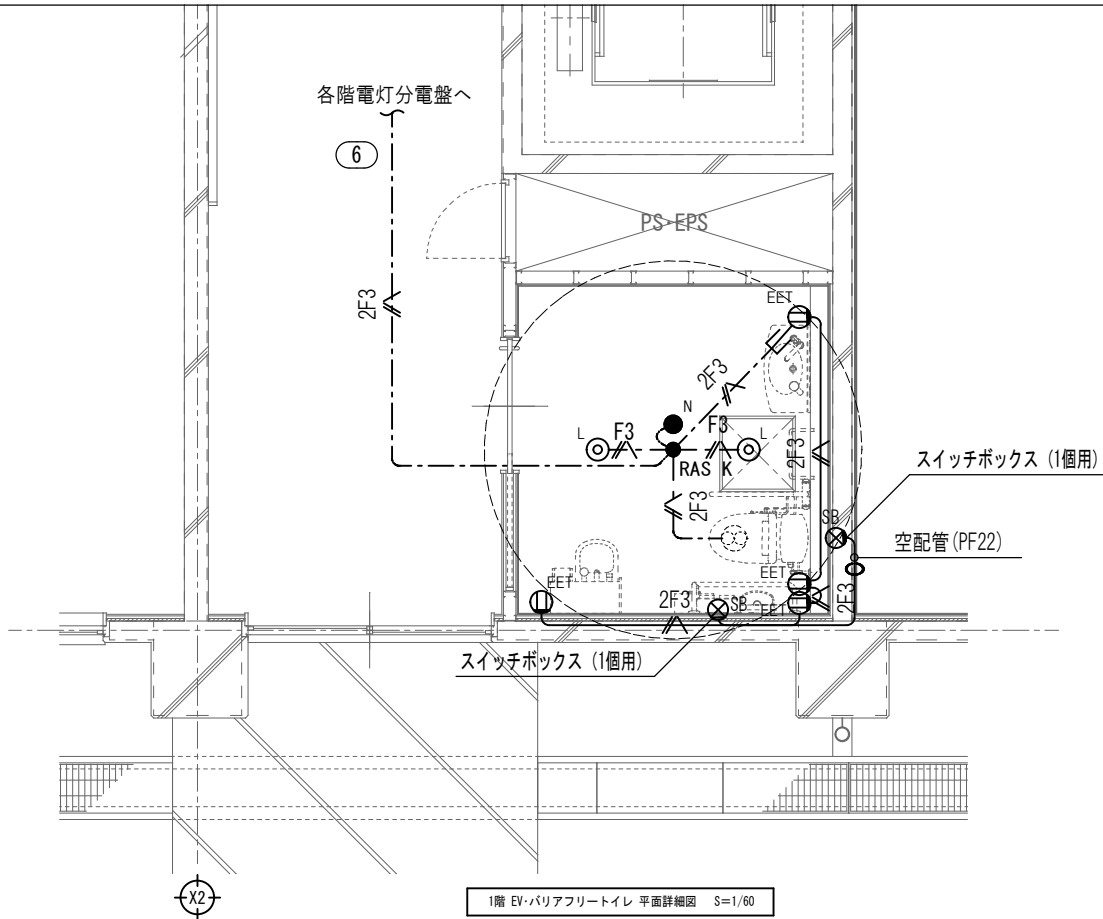 各階電灯分電盤へ
6
PS・EPS
2F3
EET
2F3
N
L
F3
F3
L
RAS K
2F3
2F3
スイッチボックス (1個用)
SB
空配管(PF22)
EET
EET
2F3
SB
EET
2F3
スイッチボックス (1個用)
X2
1階 EV・バリアフリートイレ 平面詳細図 S=1/60